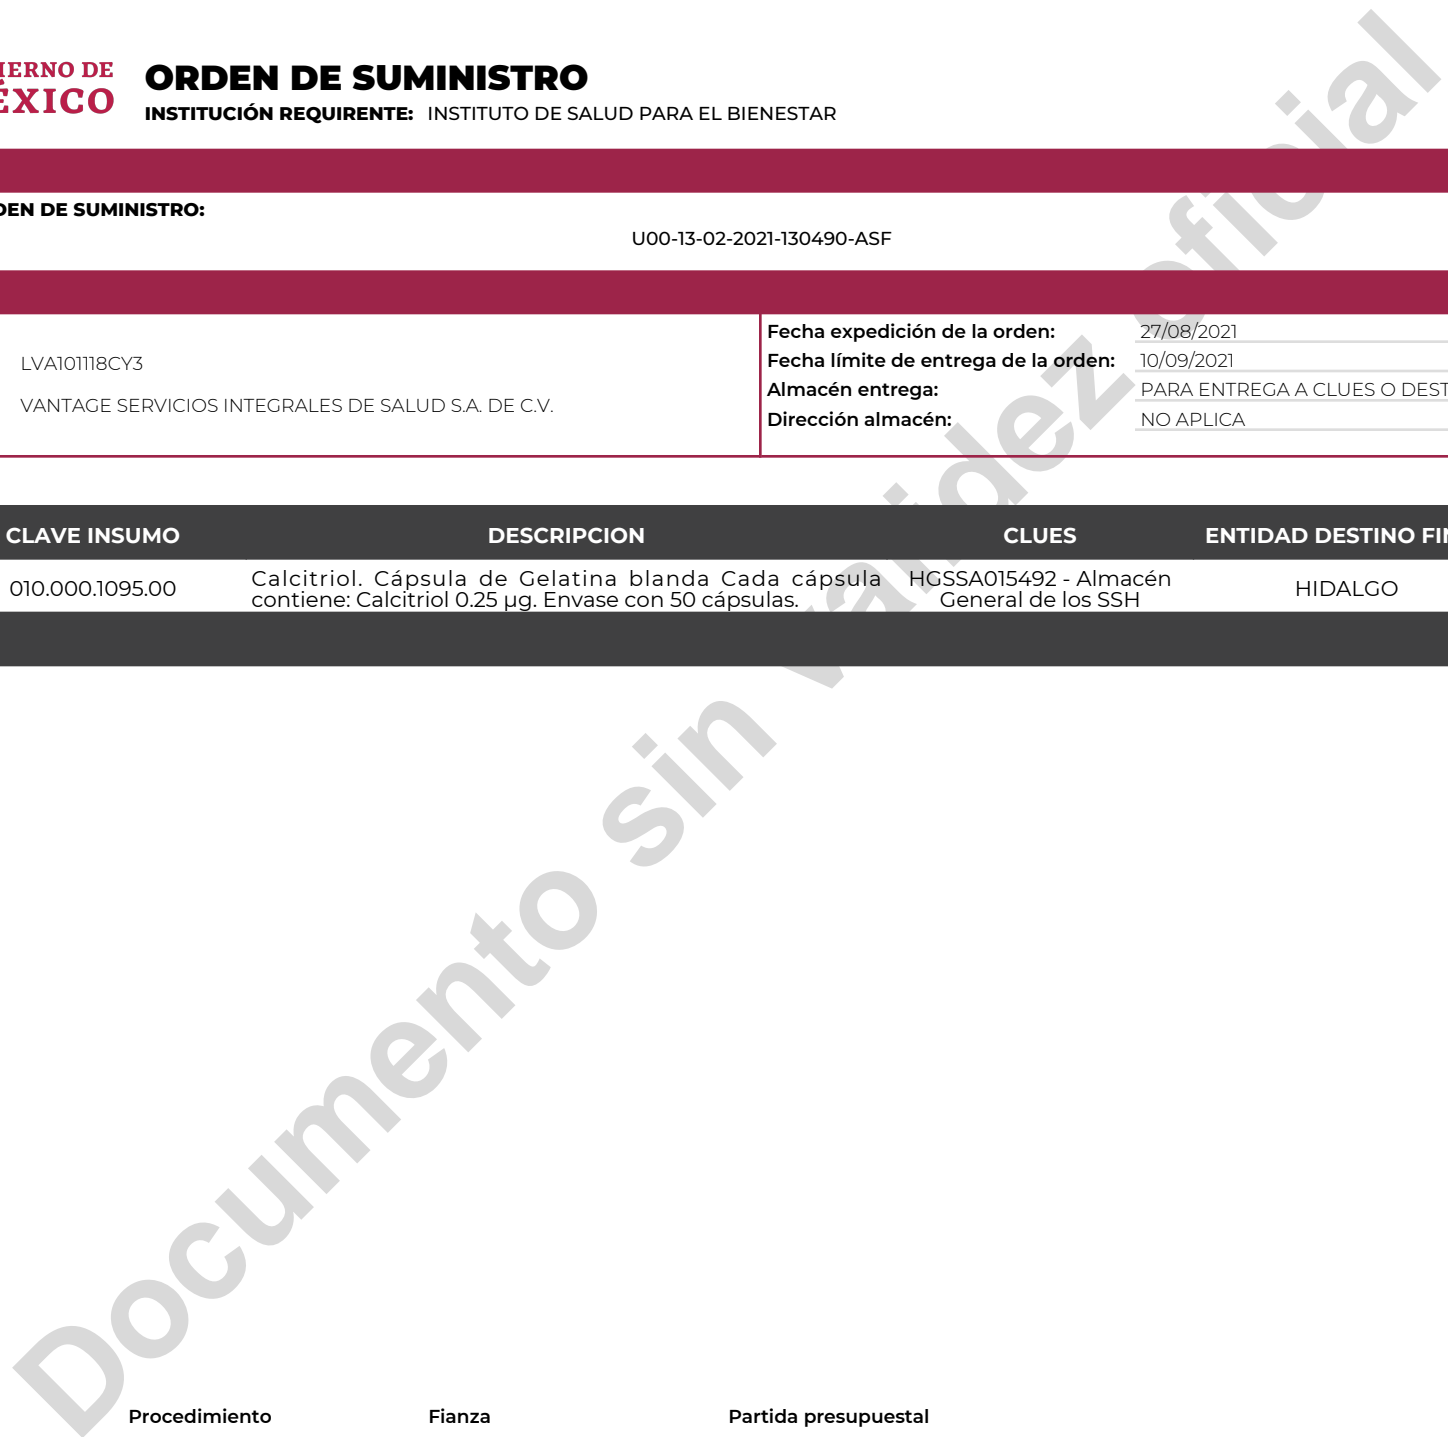 IERNO DE
ÉXICO
ORDEN DE SUMINISTRO
INSTITUCIÓN REQUIRENTE: INSTITUTO DE SALUD PARA EL BIENESTAR
DEN DE SUMINISTRO:
U00-13-02-2021-130490-ASF
LVA101118CY3
VANTAGE SERVICIOS INTEGRALES DE SALUD S.A. DE C.V.
Fecha expedición de la orden: 27/08/2021
Fecha límite de entrega de la orden: 10/09/2021
Almacén entrega: PARA ENTREGA A CLUES O DEST
Dirección almacén: NO APLICA
CLAVE INSUMO DESCRIPCION CLUES ENTIDAD DESTINO FIN
010.000.1095.00
Calcitriol. Cápsula de Gelatina blanda Cada cápsula
contiene: Calcitriol 0.25 µg. Envase con 50 cápsulas.
HGSSA015492 - Almacén
General de los SSH
HIDALGO
Documento sin validez oficial
Procedimiento Fianza Partida presupuestal